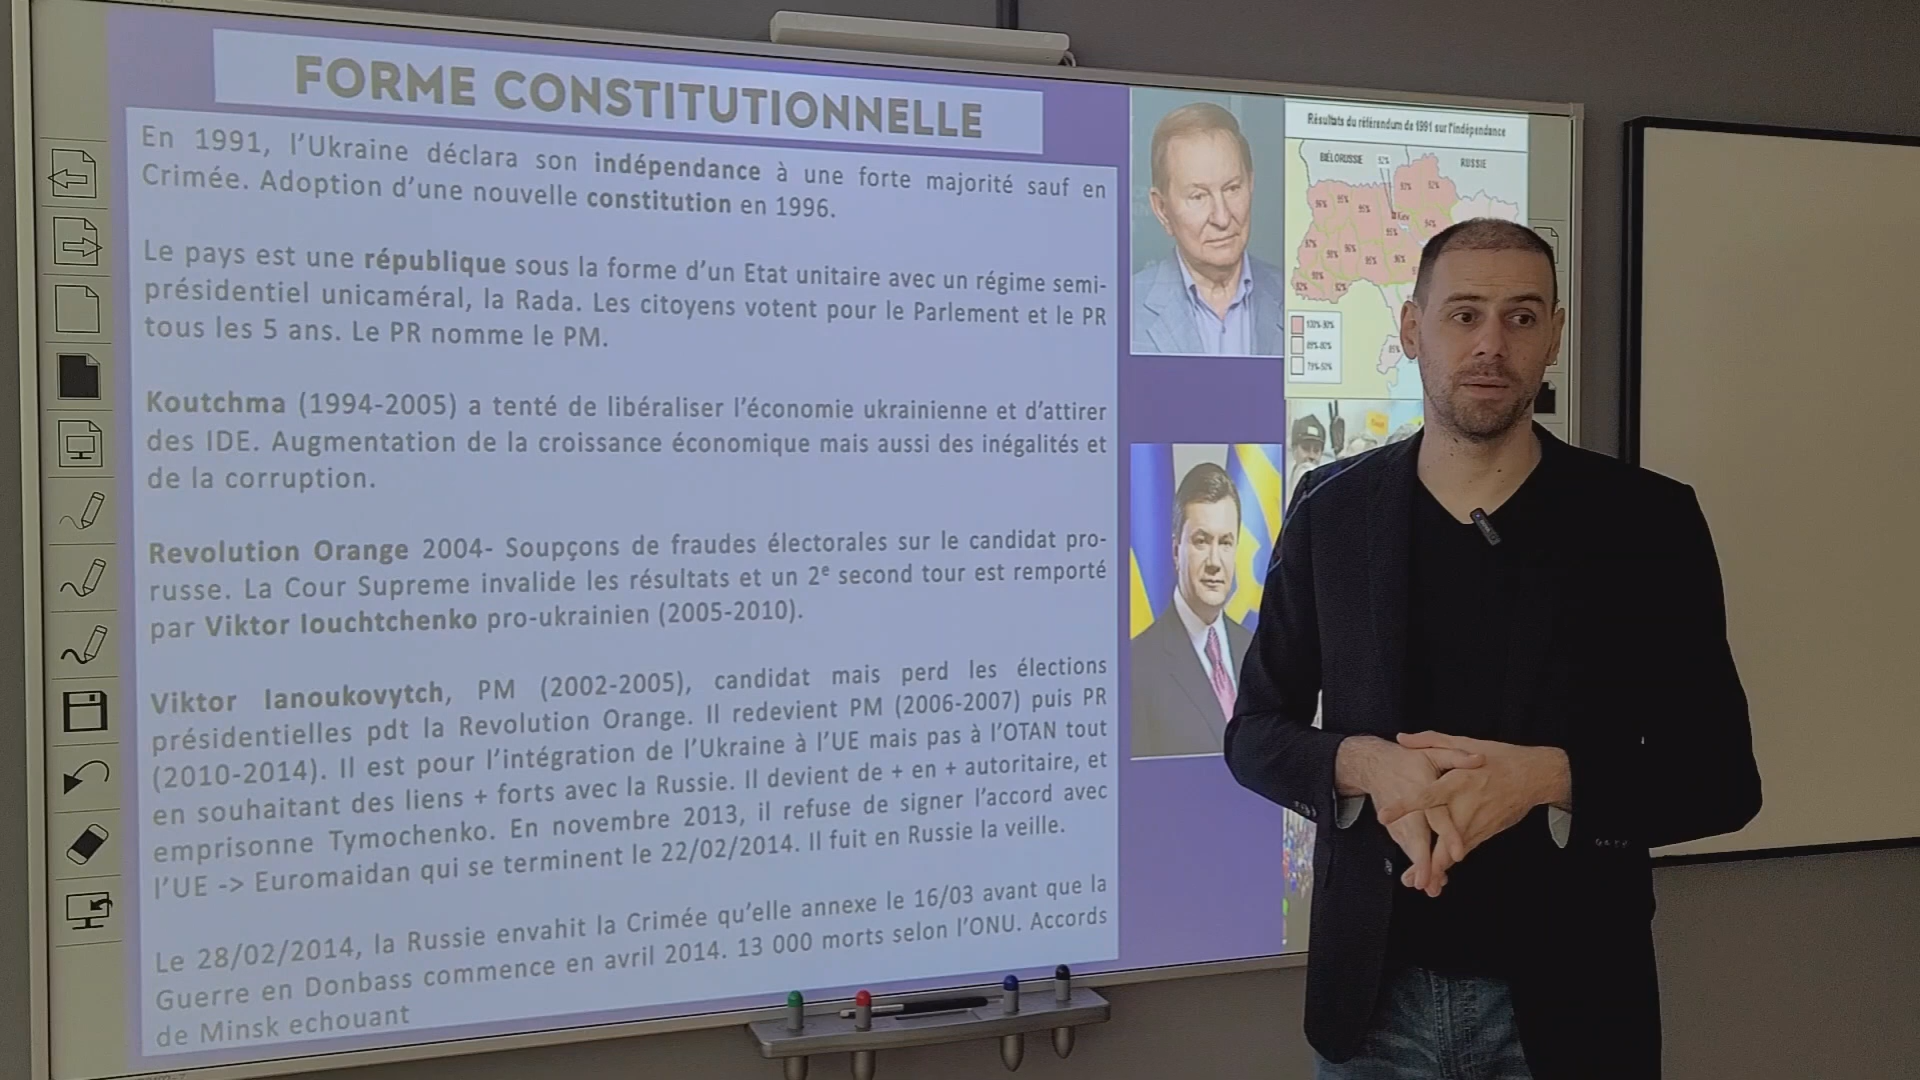 FORME CONSTITUTIONNELLE
En 1991, l'Ukraine déclara son indépendance à une forte majorité sauf en
Crimée. Adoption d'une nouvelle constitution en 1996.
Le pays est une république sous la forme d'un Etat unitaire avec un régime semi-
présidentiel unicaméral, la Rada. Les citoyens votent pour le Parlement et le PR
tous les 5 ans. Le PR nomme le PM.
Koutchma (1994-2005) a tenté de libéraliser l'économie ukrainienne et d'attirer
des IDE. Augmentation de la croissance économique mais aussi des inégalités et
de la corruption.
Revolution Orange 2004- Soupçons de fraudes électorales sur le candidat pro-
russe. La Cour Supreme invalide les résultats et un 2e second tour est remporté
par Viktor Iouchtchenko pro-ukrainien (2005-2010).
Viktor Ianoukovytch, PM (2002-2005), candidat mais perd les élections
présidentielles pdt la Revolution Orange. Il redevient PM (2006-2007) puis PR
(2010-2014). Il est pour l'intégration de l'Ukraine à l'UE mais pas à l'OTAN tout
en souhaitant des liens + forts avec la Russie. Il devient de + en + autoritaire, et
emprisonne Tymochenko. En novembre 2013, il refuse de signer l'accord avec
l'UE -> Euromaidan qui se terminent le 22/02/2014. Il fuit en Russie la veille.
Le 28/02/2014, la Russie envahit la Crimée qu'elle annexe le 16/03 avant que la
Guerre en Donbass commence en avril 2014. 13 000 morts selon l'ONU. Accords
de Minsk echouant
Résultats du référendum de 1991 sur l'indépendance
BIÉLORUSSE
RUSSIE
Kiev